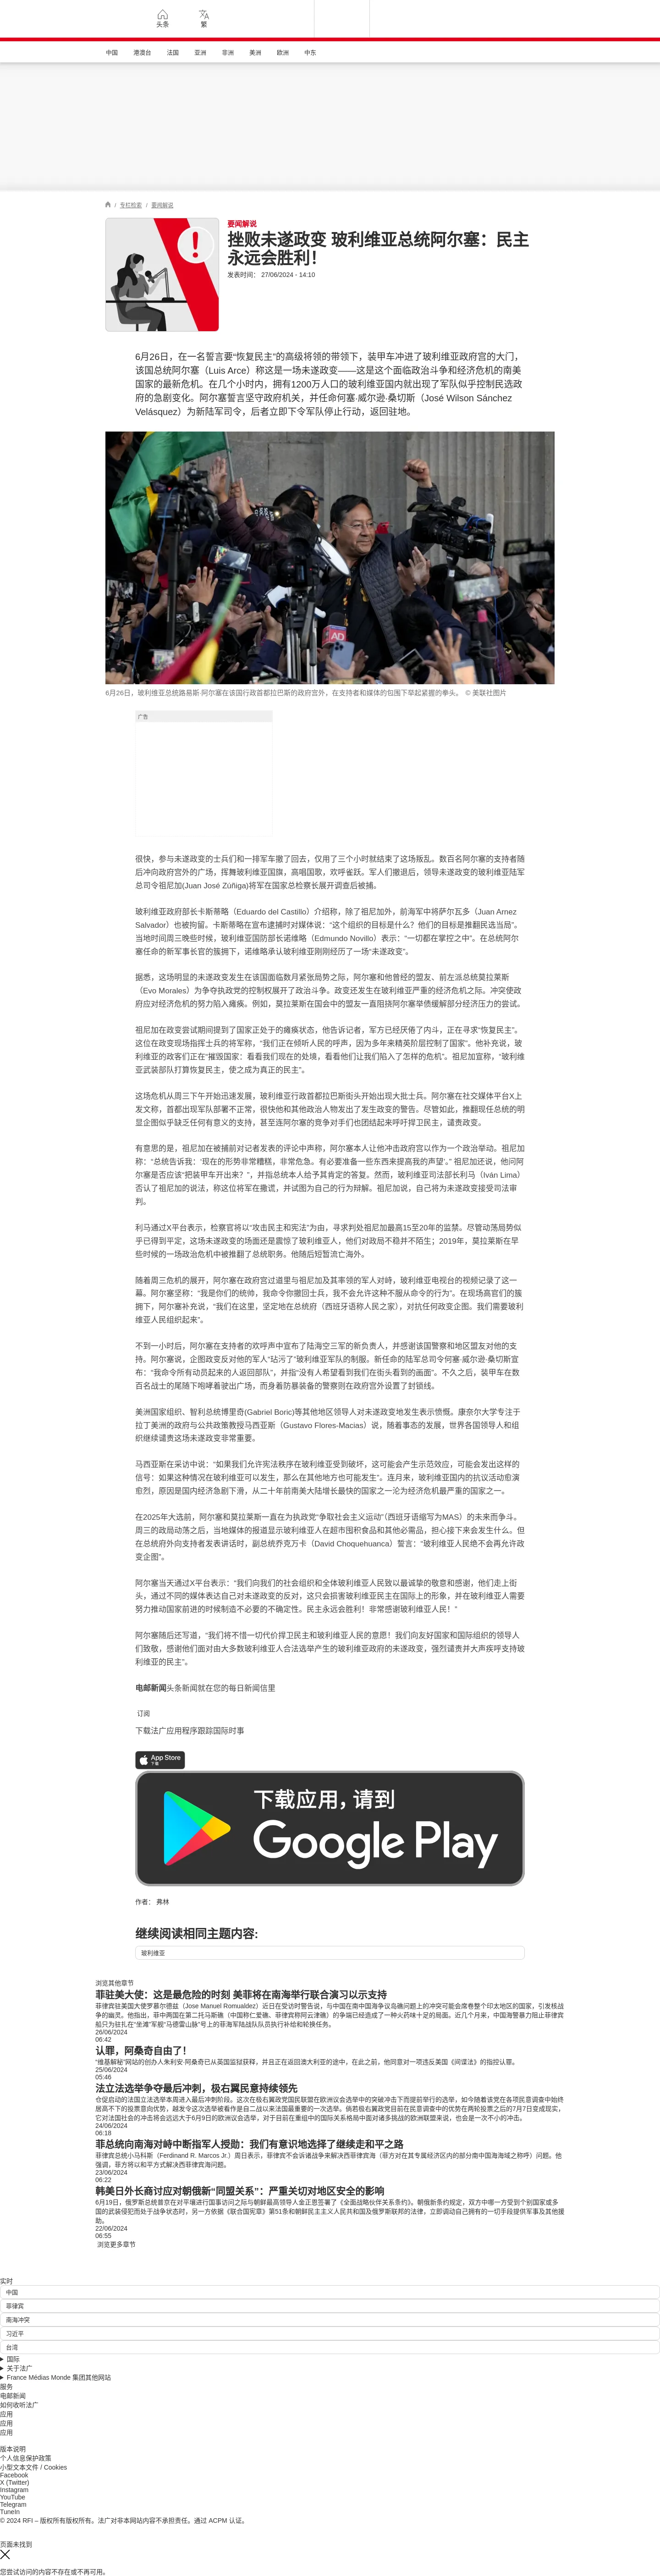 头条
繁
中国
港澳台
法国
亚洲
非洲
美洲
欧洲
中东
/ 专栏检索 / 要闻解说
要闻解说
挫败未遂政变 玻利维亚总统阿尔塞：民主
永远会胜利！
发表时间： 27/06/2024 - 14:10
6月26日，在一名誓言要“恢复民主”的高级将领的带领下，装甲车冲进了玻利维亚政府宫的大门，
该国总统阿尔塞（Luis Arce）称这是一场未遂政变——这是这个面临政治斗争和经济危机的南美
国家的最新危机。在几个小时内，拥有1200万人口的玻利维亚国内就出现了军队似乎控制民选政
府的急剧变化。阿尔塞誓言坚守政府机关，并任命何塞·威尔逊·桑切斯（José Wilson Sánchez
Velásquez）为新陆军司令，后者立即下令军队停止行动，返回驻地。
AD
6月26日，玻利维亚总统路易斯·阿尔塞在该国行政首都拉巴斯的政府宫外，在支持者和媒体的包围下举起紧握的拳头。 © 美联社图片
广告
很快，参与未遂政变的士兵们和一排军车撤了回去，仅用了三个小时就结束了这场叛乱。数百名阿尔塞的支持者随
后冲向政府宫外的广场，挥舞玻利维亚国旗，高唱国歌，欢呼雀跃。军人们撤退后，领导未遂政变的玻利维亚陆军
总司令祖尼加(Juan José Zúñiga)将军在国家总检察长展开调查后被捕。
玻利维亚政府部长卡斯蒂略（Eduardo del Castillo）介绍称，除了祖尼加外，前海军中将萨尔瓦多（Juan Arnez
Salvador）也被拘留。卡斯蒂略在宣布逮捕时对媒体说：“这个组织的目标是什么？他们的目标是推翻民选当局”。
当地时间周三晚些时候，玻利维亚国防部长诺维略（Edmundo Novillo）表示：“一切都在掌控之中”。在总统阿尔
塞任命的新军事长官的簇拥下，诺维略承认玻利维亚刚刚经历了一场“未遂政变”。
据悉，这场明显的未遂政变发生在该国面临数月紧张局势之际，阿尔塞和他曾经的盟友、前左派总统莫拉莱斯
（Evo Morales）为争夺执政党的控制权展开了政治斗争。政变还发生在玻利维亚严重的经济危机之际。冲突使政
府应对经济危机的努力陷入瘫痪。例如，莫拉莱斯在国会中的盟友一直阻挠阿尔塞举债缓解部分经济压力的尝试。
祖尼加在政变尝试期间提到了国家正处于的瘫痪状态，他告诉记者，军方已经厌倦了内斗，正在寻求“恢复民主”。
这位在政变现场指挥士兵的将军称，“我们正在倾听人民的呼声，因为多年来精英阶层控制了国家”。他补充说，玻
利维亚的政客们正在“摧毁国家：看看我们现在的处境，看看他们让我们陷入了怎样的危机”。祖尼加宣称，“玻利维
亚武装部队打算恢复民主，使之成为真正的民主”。
这场危机从周三下午开始迅速发展，玻利维亚行政首都拉巴斯街头开始出现大批士兵。阿尔塞在社交媒体平台X上
发文称，首都出现军队部署不正常，很快他和其他政治人物发出了发生政变的警告。尽管如此，推翻现任总统的明
显企图似乎缺乏任何有意义的支持，甚至连阿尔塞的竞争对手们也团结起来呼吁捍卫民主，谴责政变。
有意思的是，祖尼加在被捕前对记者发表的评论中声称，阿尔塞本人让他冲击政府宫以作为一个政治举动。祖尼加
称：“总统告诉我：‘现在的形势非常糟糕，非常危急。有必要准备一些东西来提高我的声望’。” 祖尼加还说，他问阿
尔塞是否应该“把装甲车开出来？”，并指总统本人给予其肯定的答复。然而，玻利维亚司法部长利马（Iván Lima）
否认了祖尼加的说法，称这位将军在撒谎，并试图为自己的行为辩解。祖尼加说，自己将为未遂政变接受司法审
判。
利马通过X平台表示，检察官将以“攻击民主和宪法”为由，寻求判处祖尼加最高15至20年的监禁。尽管动荡局势似
乎已得到平定，这场未遂政变的场面还是震惊了玻利维亚人，他们对政局不稳并不陌生；2019年，莫拉莱斯在早
些时候的一场政治危机中被推翻了总统职务。他随后短暂流亡海外。
随着周三危机的展开，阿尔塞在政府宫过道里与祖尼加及其率领的军人对峙，玻利维亚电视台的视频记录了这一
幕。阿尔塞坚称：“我是你们的统帅，我命令你撤回士兵，我不会允许这种不服从命令的行为”。在现场高官们的簇
拥下，阿尔塞补充说，“我们在这里，坚定地在总统府（西班牙语称人民之家），对抗任何政变企图。我们需要玻利
维亚人民组织起来”。
不到一小时后，阿尔塞在支持者的欢呼声中宣布了陆海空三军的新负责人，并感谢该国警察和地区盟友对他的支
持。阿尔塞说，企图政变反对他的军人“玷污了”玻利维亚军队的制服。新任命的陆军总司令何塞·威尔逊·桑切斯宣
布：“我命令所有动员起来的人返回部队”，并指“没有人希望看到我们在街头看到的画面”。不久之后，装甲车在数
百名战士的尾随下咆哮着驶出广场，而身着防暴装备的警察则在政府宫外设置了封锁线。
美洲国家组织、智利总统博里奇(Gabriel Boric)等其他地区领导人对未遂政变地发生表示愤慨。康奈尔大学专注于
拉丁美洲的政府与公共政策教授马西亚斯（Gustavo Flores-Macias）说，随着事态的发展，世界各国领导人和组
织继续谴责这场未遂政变非常重要。
马西亚斯在采访中说：“如果我们允许宪法秩序在玻利维亚受到破坏，这可能会产生示范效应，可能会发出这样的
信号：如果这种情况在玻利维亚可以发生，那么在其他地方也可能发生”。连月来，玻利维亚国内的抗议活动愈演
愈烈，原因是国内经济急剧下滑，从二十年前南美大陆增长最快的国家之一沦为经济危机最严重的国家之一。
在2025年大选前，阿尔塞和莫拉莱斯一直在为执政党“争取社会主义运动”（西班牙语缩写为MAS）的未来而争斗。
周三的政局动荡之后，当地媒体的报道显示玻利维亚人在超市囤积食品和其他必需品，担心接下来会发生什么。但
在总统府外向支持者发表讲话时，副总统乔克万卡（David Choquehuanca）誓言：“玻利维亚人民绝不会再允许政
变企图”。
阿尔塞当天通过X平台表示：“我们向我们的社会组织和全体玻利维亚人民致以最诚挚的敬意和感谢，他们走上街
头，通过不同的媒体表达自己对未遂政变的反对，这只会损害玻利维亚民主在国际上的形象，并在玻利维亚人需要
努力推动国家前进的时候制造不必要的不确定性。民主永远会胜利！非常感谢玻利维亚人民！”
阿尔塞随后还写道，“我们将不惜一切代价捍卫民主和玻利维亚人民的意愿！我们向友好国家和国际组织的领导人
们致敬，感谢他们面对由大多数玻利维亚人合法选举产生的玻利维亚政府的未遂政变，强烈谴责并大声疾呼支持玻
利维亚的民主”。
电邮新闻头条新闻就在您的每日新闻信里
订阅
下载法广应用程序跟踪国际时事
App Store
下载
下载应用，请到
Google Play
作者： 弗林
继续阅读相同主题内容:
玻利维亚
浏览其他章节
菲驻美大使：这是最危险的时刻 美菲将在南海举行联合演习以示支持
菲律宾驻美国大使罗慕尔德兹（Jose Manuel Romualdez）近日在受访时警告说，与中国在南中国海争议岛礁问题上的冲突可能会席卷整个印太地区的国家，引发核战
争的幽灵。他指出，菲中两国在第二托马斯礁（中国称仁爱礁、菲律宾称阿云津礁）的争端已经造成了一种火药味十足的局面。近几个月来，中国海警暴力阻止菲律宾
船只为驻扎在“坐滩”军舰“马德雷山脉”号上的菲海军陆战队队员执行补给和轮换任务。
26/06/2024
06:42
认罪，阿桑奇自由了！
“维基解秘”网站的创办人朱利安·阿桑奇已从英国监狱获释，并且正在返回澳大利亚的途中，在此之前，他同意对一项违反美国《间谍法》的指控认罪。
25/06/2024
05:46
法立法选举争夺最后冲刺，极右翼民意持续领先
仓促启动的法国立法选举本周进入最后冲刺阶段。这次在极右翼政党国民联盟在欧洲议会选举中的突破冲击下而提前举行的选举，如今随着该党在各项民意调查中始终
居高不下的投票意向优势，越发令这次选举被看作是自二战以来法国最重要的一次选举。倘若极右翼政党目前在民意调查中的优势在两轮投票之后的7月7日变成现实，
它对法国社会的冲击将会远远大于6月9日的欧洲议会选举，对于目前在重组中的国际关系格局中面对诸多挑战的欧洲联盟来说，也会是一次不小的冲击。
24/06/2024
06:18
菲总统向南海对峙中断指军人授勋：我们有意识地选择了继续走和平之路
菲律宾总统小马科斯（Ferdinand R. Marcos Jr.）周日表示，菲律宾不会诉诸战争来解决西菲律宾海（菲方对在其专属经济区内的部分南中国海海域之称呼）问题。他
强调，菲方将以和平方式解决西菲律宾海问题。
23/06/2024
06:22
韩美日外长商讨应对朝俄新“同盟关系”：严重关切对地区安全的影响
6月19日，俄罗斯总统普京在对平壤进行国事访问之际与朝鲜最高领导人金正恩签署了《全面战略伙伴关系条约》。朝俄新条约规定，双方中哪一方受到个别国家或多
国的武装侵犯而处于战争状态时，另一方依据《联合国宪章》第51条和朝鲜民主主义人民共和国及俄罗斯联邦的法律，立即调动自己拥有的一切手段提供军事及其他援
助。
22/06/2024
06:55
浏览更多章节
实时
中国
菲律宾
南海冲突
习近平
台湾
国际
关于法广
France Médias Monde 集团其他网站
服务
电邮新闻
如何收听法广
应用
应用
应用
版本说明
个人信息保护政策
小型文本文件 / Cookies
Facebook
X (Twitter)
Instagram
YouTube
Telegram
TuneIn
© 2024 RFI – 版权所有版权所有。法广对非本网站内容不承担责任。通过 ACPM 认证。
页面未找到
您尝试访问的内容不存在或不再可用。